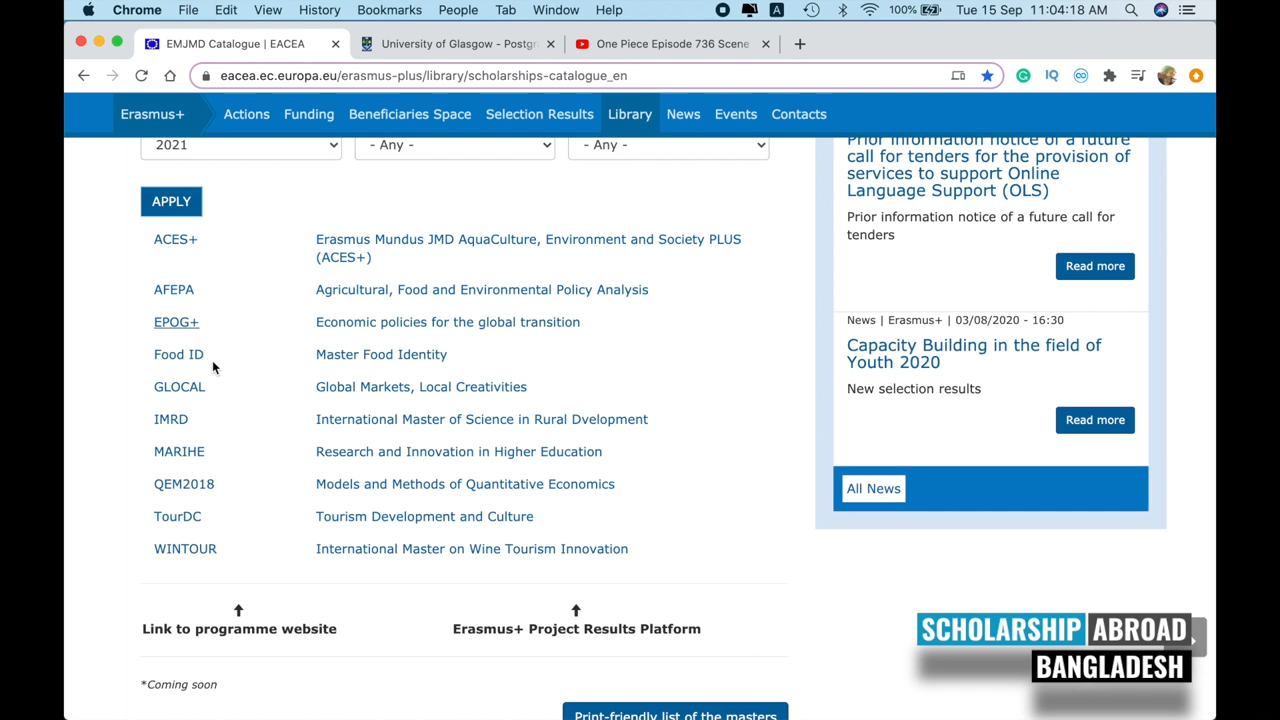 Chrome File Edit View History Bookmarks People Tab Window Help A 100% Tue 15 Sep 11:04:18 AM
EMJMD Catalogue | EACEA University of Glasgow - Postgr One Piece Episode 736 Scene
eacea.ec.europa.eu/erasmus-plus/library/scholarships-catalogue_en IQ
Erasmus+ Actions Funding Beneficiaries Space Selection Results Library News Events Contacts
2021 - Any - - Any -
APPLY
ACES+ Erasmus Mundus JMD AquaCulture, Environment and Society PLUS
(ACES+)
AFEPA Agricultural, Food and Environmental Policy Analysis
EPOG+ Economic policies for the global transition
Food ID Master Food Identity
GLOCAL Global Markets, Local Creativities
IMRD International Master of Science in Rural Dvelopment
MARIHE Research and Innovation in Higher Education
QEM2018 Models and Methods of Quantitative Economics
TourDC Tourism Development and Culture
WINTOUR International Master on Wine Tourism Innovation
Link to programme website Erasmus+ Project Results Platform
*Coming soon
Print-friendly list of the masters
Prior information notice of a future
call for tenders for the provision of
services to support Online
Language Support (OLS)
Prior information notice of a future call for
tenders
Read more
News | Erasmus+ | 03/08/2020 - 16:30
Capacity Building in the field of
Youth 2020
New selection results
Read more
All News
SCHOLARSHIP ABROAD
BANGLADESH